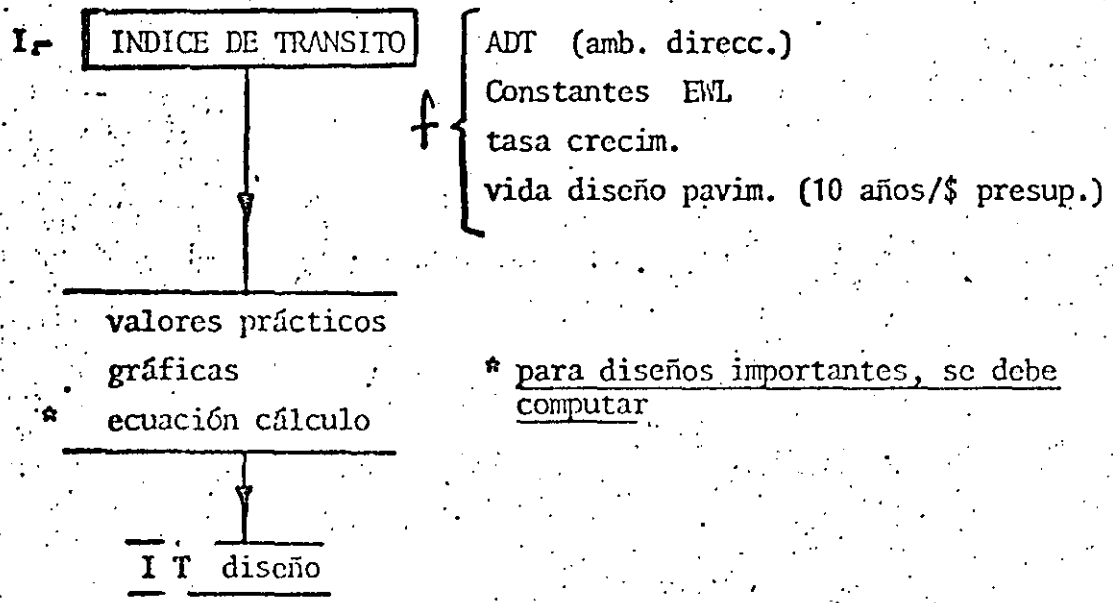 I.- INDICE DE TRANSITO
f
ADT (amb. direcc.)
Constantes EWL
tasa crecim.
vida diseño pavim. (10 años/$ presup.)
valores prácticos
gráficas
* ecuación cálculo
* para diseños importantes, se debe
computar
I T diseño